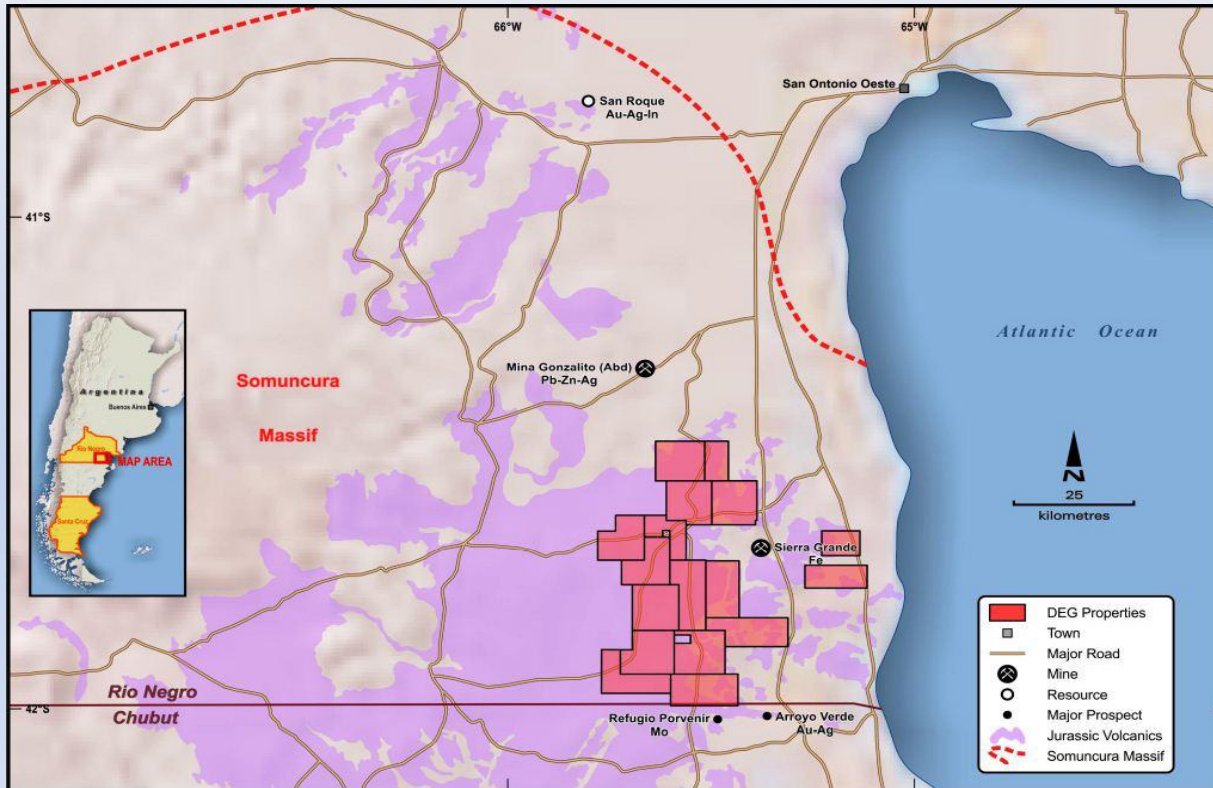 66°W
65°W
San Ontonio Oeste
San Roque
Au-Ag-In
41°S
Atlantic Ocean
Mina Gonzalito (Abd)
Pb-Zn-Ag
Somuncura
Massif
Argentina
Buenos Aires
Rio Negro
MAP AREA
Santa Cruz
N
25
kilometres
Sierra Grande
Fe
DEG Properties
Town
Major Road
Mine
Resource
Major Prospect
Jurassic Volcanics
Somuncura Massif
Rio Negro
Chubut
42°S
Refugio Porvenir
Mo
Arroyo Verde
Au-Ag